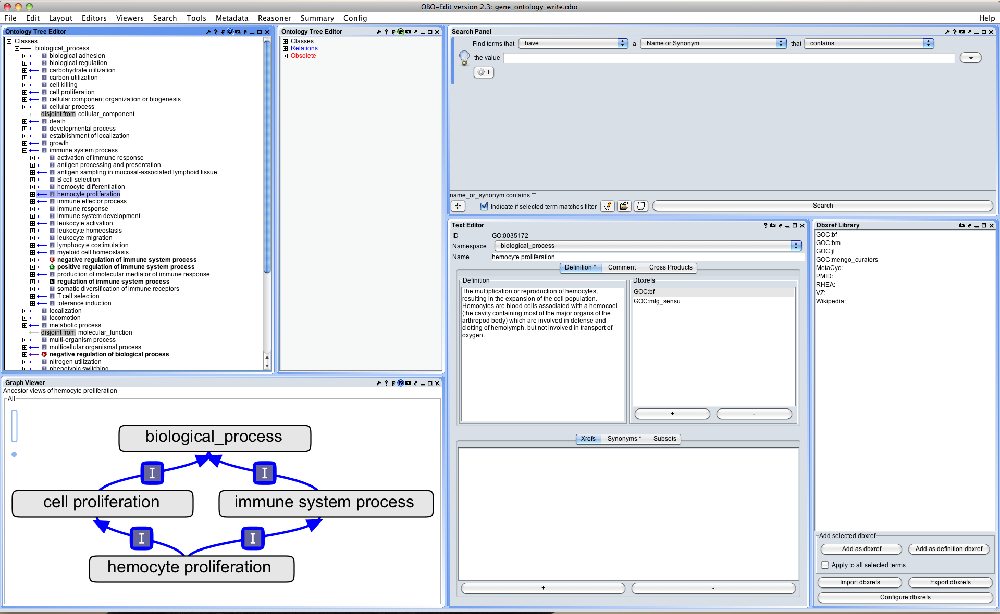 OBO-Edit version 2.3: gene_ontology_write.obo
File Edit Layout Editors Viewers Search Tools Metadata Reasoner Summary Config Help
Ontology Tree Editor
Classes
biological_process
biological adhesion
biological regulation
carbohydrate utilization
carbon utilization
cell killing
cell proliferation
cellular component organization or biogenesis
cellular process
disjoint from cellular_component
death
developmental process
establishment of localization
growth
immune system process
activation of immune response
antigen processing and presentation
antigen sampling in mucosal-associated lymphoid tissue
B cell selection
hemocyte differentiation
hemocyte proliferation
immune effector process
immune response
immune system development
leukocyte activation
leukocyte homeostasis
leukocyte migration
lymphocyte costimulation
myeloid cell homeostasis
negative regulation of immune system process
positive regulation of immune system process
production of molecular mediator of immune response
regulation of immune system process
somatic diversification of immune receptors
T cell selection
tolerance induction
localization
locomotion
metabolic process
disjoint from molecular_function
multi-organism process
multicellular organismal process
negative regulation of biological process
nitrogen utilization
phenotypic switching
Ontology Tree Editor
Classes
Relations
Obsolete
Search Panel
Find terms that have a Name or Synonym that contains
the value
name_or_synonym contains ""
Indicate if selected term matches filter
Search
Graph Viewer
Ancestor views of hemocyte proliferation
All
biological_process
I I
cell proliferation immune system process
I I
hemocyte proliferation
Text Editor
ID GO:0035172
Namespace biological_process
Name hemocyte proliferation
Definition * Comment Cross Products
Definition
The multiplication or reproduction of hemocytes,
resulting in the expansion of the cell population.
Hemocytes are blood cells associated with a hemocoel
(the cavity containing most of the major organs of the
arthropod body) which are involved in defense and
clotting of hemolymph, but not involved in transport of
oxygen.
Dbxrefs
GOC:bf
GOC:mtg_sensu
+ -
Xrefs Synonyms * Subsets
+ -
Dbxref Library
GOC:bf
GOC:bm
GOC:jl
GOC:mengo_curators
MetaCyc:
PMID:
RHEA:
VZ:
Wikipedia:
Add selected dbxref
Add as dbxref Add as definition dbxref
Apply to all selected terms
Import dbxrefs Export dbxrefs
Configure dbxrefs